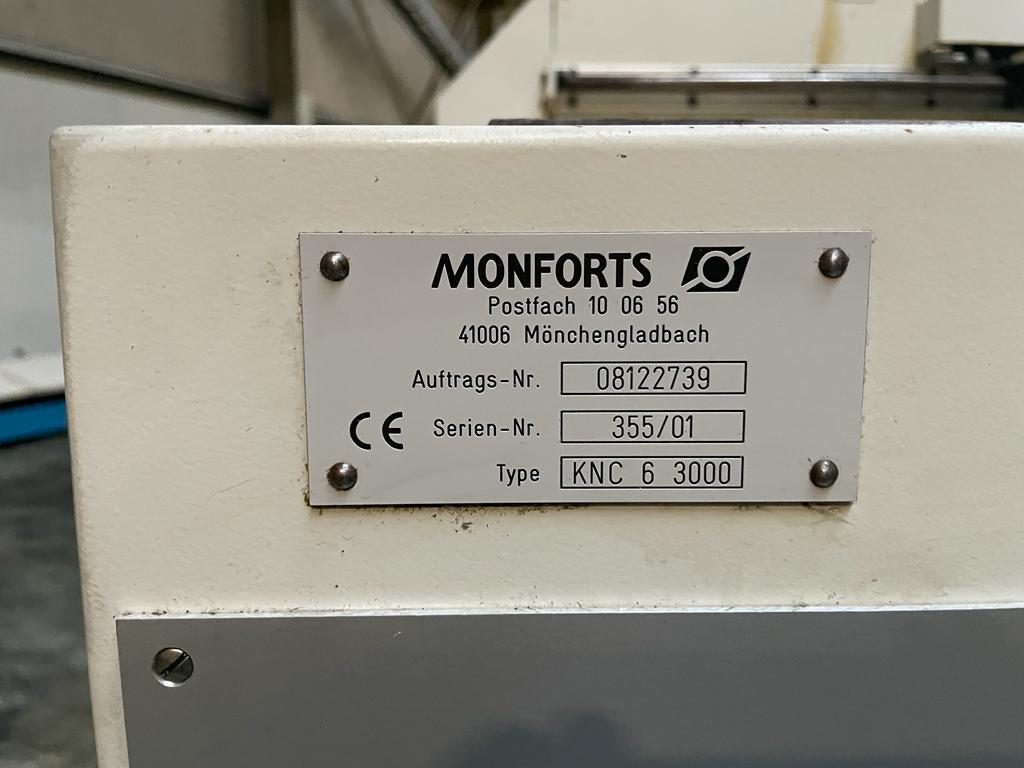 MONFORTS
Postfach 10 06 56
41006 Mönchengladbach
Auftrags-Nr. 08122739
CE Serien-Nr. 355/01
Type KNC 6 3000